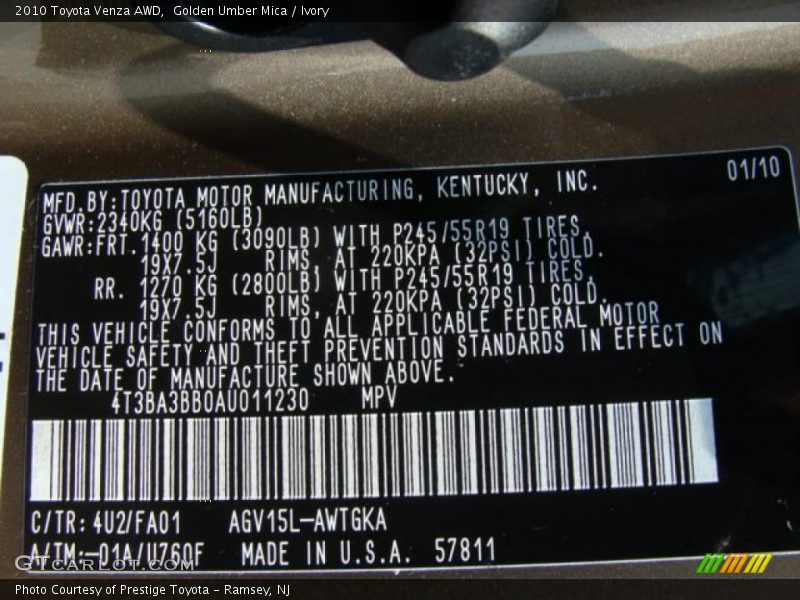 2010 Toyota Venza AWD,  Golden Umber Mica / Ivory
01/10
MFD.BY:TOYOTA MOTOR MANUFACTURING, KENTUCKY, INC.
GVWR:2340KG (5160LB)
GAWR:FRT.1400 KG (3090LB) WITH P245/55R19 TIRES,
19X7.5J RIMS, AT 220KPA (32PSI) COLD.
RR. 1270 KG (2800LB) WITH P245/55R19 TIRES,
19X7.5J RIMS, AT 220KPA (32PSI) COLD.
THIS VEHICLE CONFORMS TO ALL APPLICABLE FEDERAL MOTOR
VEHICLE SAFETY AND THEFT PREVENTION STANDARDS IN EFFECT ON
THE DATE OF MANUFACTURE SHOWN ABOVE.
4T3BA3BB0AU011230 MPV
C/TR:4U2/FA01 AGV15L-AWTGKA
A/TM:-01A/U760F MADE IN U.S.A. 57811
GTCARLOT.COM
Photo Courtesy of Prestige Toyota - Ramsey, NJ